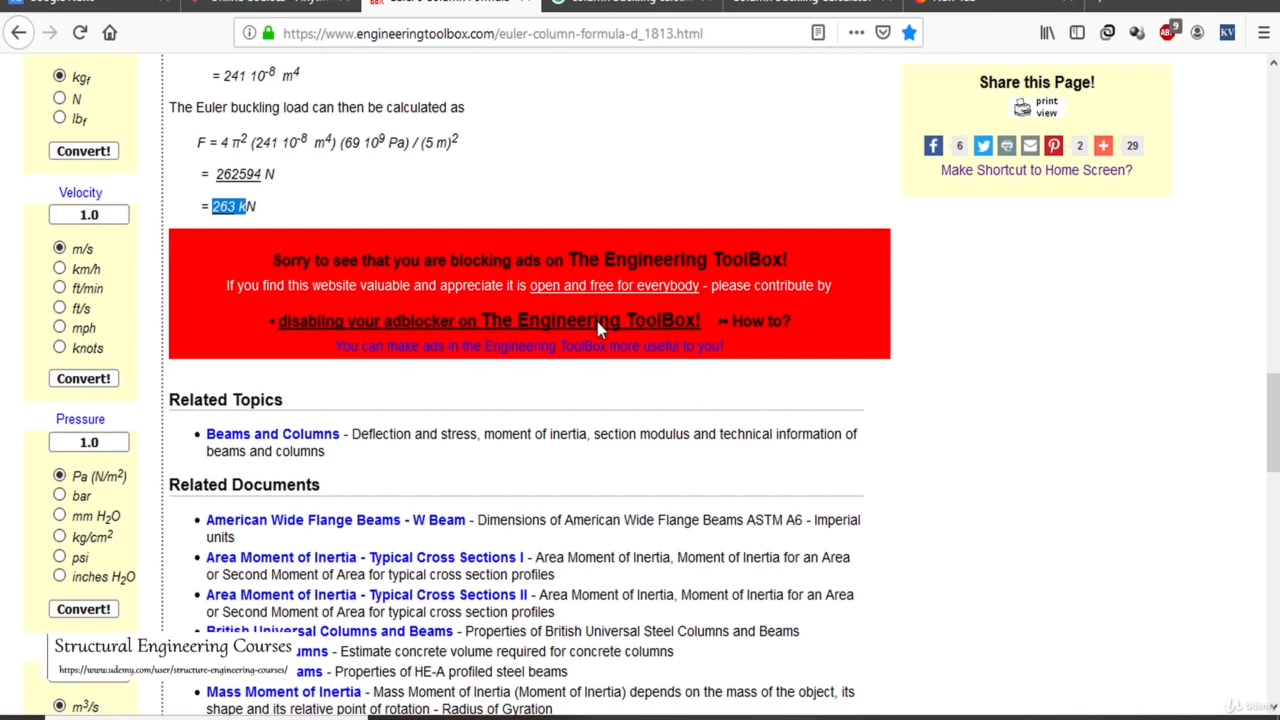 https://www.engineeringtoolbox.com/euler-column-formula-d_1813.html
9
KV
kgf
N
lbf
Convert!
Velocity
1.0
m/s
km/h
ft/min
ft/s
mph
knots
Convert!
Pressure
1.0
Pa (N/m2)
bar
mm H2O
kg/cm2
psi
inches H2O
Convert!
m3/s
= 241 10-8 m4
The Euler buckling load can then be calculated as
F = 4 π2 (241 10-8 m4) (69 109 Pa) / (5 m)2
= 262594 N
= 263 kN
Sorry to see that you are blocking ads on The Engineering ToolBox!
If you find this website valuable and appreciate it is open and free for everybody - please contribute by
• disabling your adblocker on The Engineering ToolBox! •• How to?
You can make ads in the Engineering ToolBox more useful to you!
Related Topics
• Beams and Columns - Deflection and stress, moment of inertia, section modulus and technical information of
beams and columns
Related Documents
• American Wide Flange Beams - W Beam - Dimensions of American Wide Flange Beams ASTM A6 - Imperial
units
• Area Moment of Inertia - Typical Cross Sections I - Area Moment of Inertia, Moment of Inertia for an Area
or Second Moment of Area for typical cross section profiles
• Area Moment of Inertia - Typical Cross Sections II - Area Moment of Inertia, Moment of Inertia for an Area
or Second Moment of Area for typical cross section profiles
• British Universal Columns and Beams - Properties of British Universal Steel Columns and Beams
umns - Estimate concrete volume required for concrete columns
ams - Properties of HE-A profiled steel beams
• Mass Moment of Inertia - Mass Moment of Inertia (Moment of Inertia) depends on the mass of the object, its
shape and its relative point of rotation - Radius of Gyration
Share this Page!
print
view
6
2
29
Make Shortcut to Home Screen?
Structural Engineering Courses
https://www.udemy.com/user/structure-engineering-courses/
Udemy